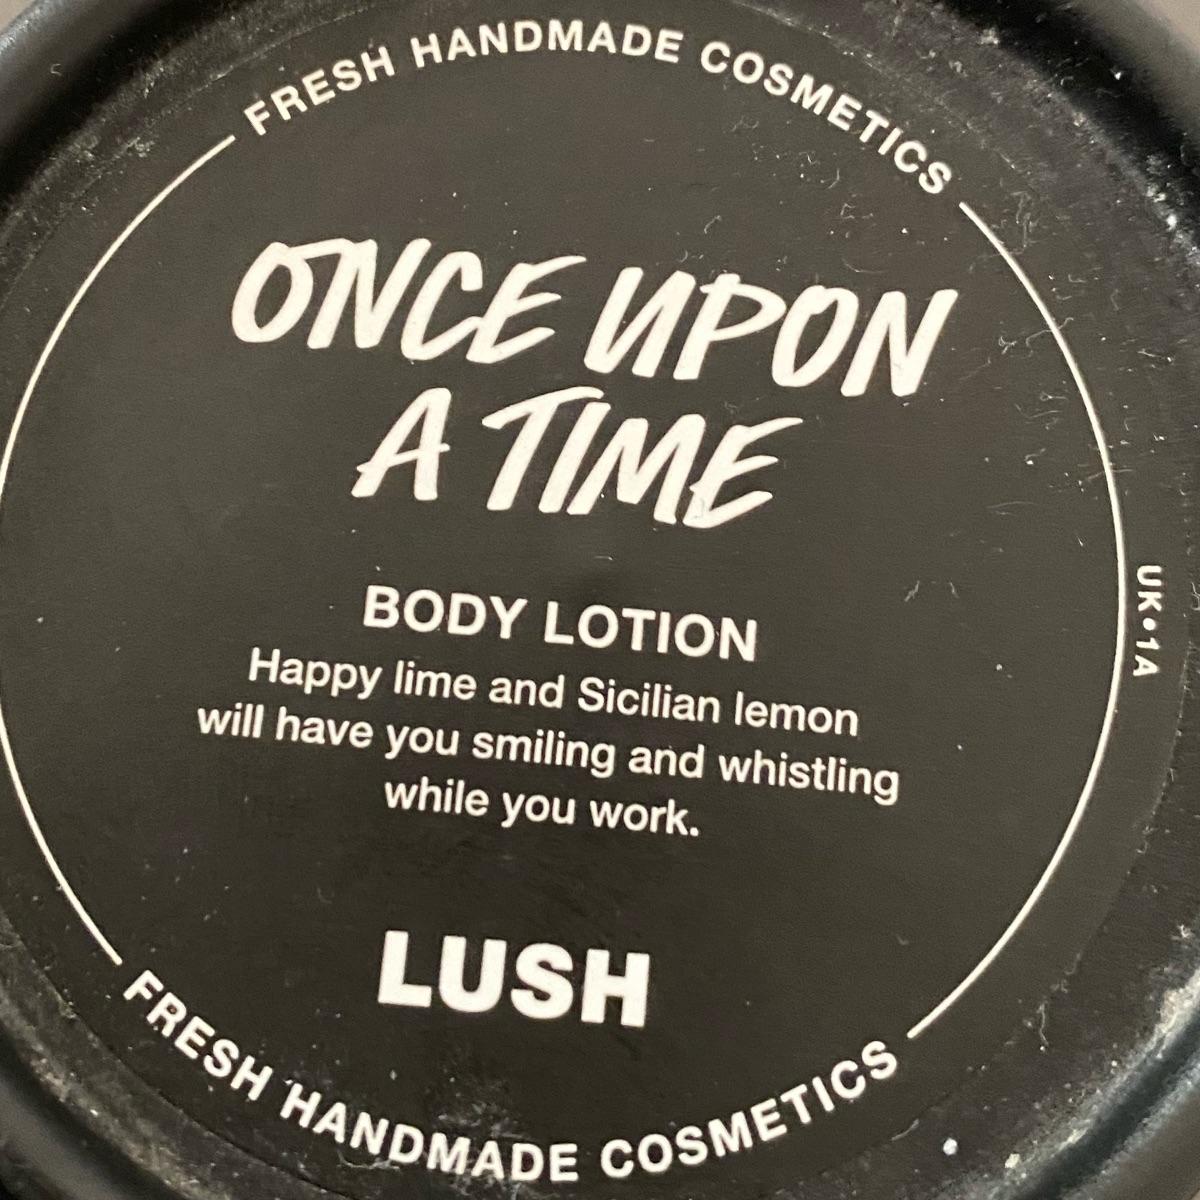 FRESH HANDMADE COSMETICS
ONCE UPON
A TIME
BODY LOTION
Happy lime and Sicilian lemon
will have you smiling and whistling
while you work.
LUSH
FRESH HANDMADE COSMETICS
UK•1A